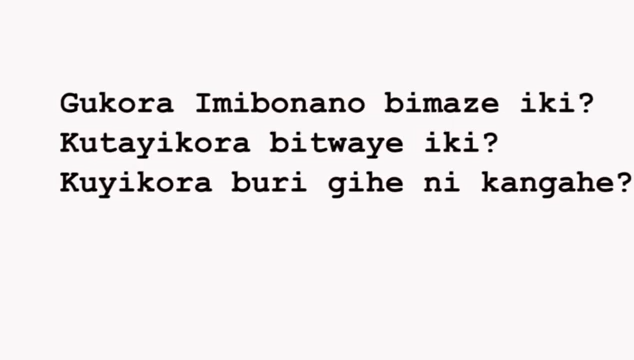 Gukora Imibonano bimaze iki?
Kutayikora bitwaye iki?
Kuyikora buri gihe ni kangahe?